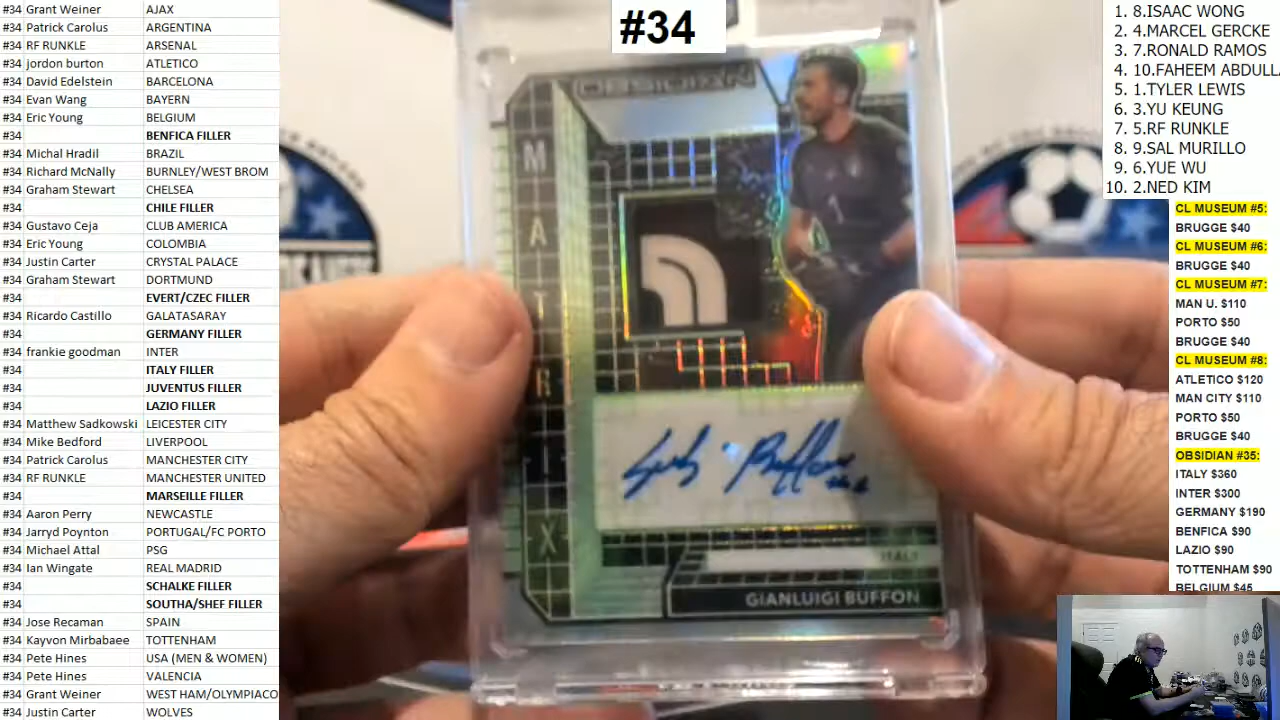 #34 Grant Weiner AJAX
#34 Patrick Carolus ARGENTINA
#34 RF RUNKLE ARSENAL
#34 jordon burton ATLETICO
#34 David Edelstein BARCELONA
#34 Evan Wang BAYERN
#34 Eric Young BELGIUM
#34 BENFICA FILLER
#34 Michal Hradil BRAZIL
#34 Richard McNally BURNLEY/WEST BROM
#34 Graham Stewart CHELSEA
#34 CHILE FILLER
#34 Gustavo Ceja CLUB AMERICA
#34 Eric Young COLOMBIA
#34 Justin Carter CRYSTAL PALACE
#34 Graham Stewart DORTMUND
#34 EVERT/CZEC FILLER
#34 Ricardo Castillo GALATASARAY
#34 GERMANY FILLER
#34 frankie goodman INTER
#34 ITALY FILLER
#34 JUVENTUS FILLER
#34 LAZIO FILLER
#34 Matthew Sadkowski LEICESTER CITY
#34 Mike Bedford LIVERPOOL
#34 Patrick Carolus MANCHESTER CITY
#34 RF RUNKLE MANCHESTER UNITED
#34 MARSEILLE FILLER
#34 Aaron Perry NEWCASTLE
#34 Jarryd Poynton PORTUGAL/FC PORTO
#34 Michael Attal PSG
#34 Ian Wingate REAL MADRID
#34 SCHALKE FILLER
#34 SOUTHA/SHEF FILLER
#34 Jose Recaman SPAIN
#34 Kayvon Mirbabaee TOTTENHAM
#34 Pete Hines USA (MEN & WOMEN)
#34 Pete Hines VALENCIA
#34 Grant Weiner WEST HAM/OLYMPIACO
#34 Justin Carter WOLVES
#34
OBSIDIAN
MATRIX
ITALY
GIANLUIGI BUFFON
1. 8.ISAAC WONG
2. 4.MARCEL GERCKE
3. 7.RONALD RAMOS
4. 10.FAHEEM ABDULL
5. 1.TYLER LEWIS
6. 3.YU KEUNG
7. 5.RF RUNKLE
8. 9.SAL MURILLO
9. 6.YUE WU
10. 2.NED KIM
CL MUSEUM #5:
BRUGGE $40
CL MUSEUM #6:
BRUGGE $40
CL MUSEUM #7:
MAN U. $110
PORTO $50
BRUGGE $40
CL MUSEUM #8:
ATLETICO $120
MAN CITY $110
PORTO $50
BRUGGE $40
OBSIDIAN #35:
ITALY $360
INTER $300
GERMANY $190
BENFICA $90
LAZIO $90
TOTTENHAM $90
BELGIUM $45